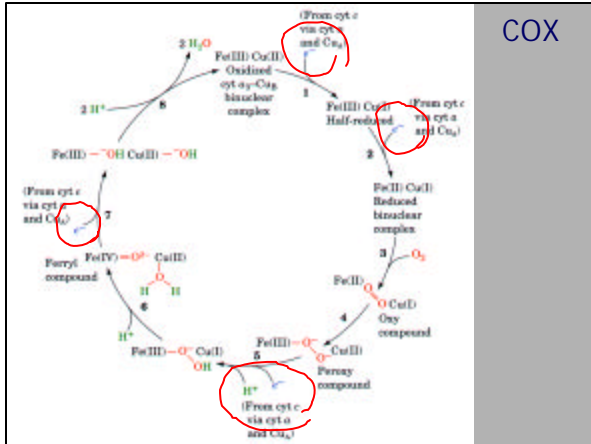 COX
(From cyt c
via cyt a
and CuA)
e-
2 H2O
Fe(III) Cu(II)
Oxidized
cyt a3–CuB
binuclear
complex
1
Fe(III) Cu(I)
Half-reduced
(From cyt c
via cyt a
and CuA)
e-
2
Fe(II) Cu(I)
Reduced
binuclear
complex
3
O2
Fe(II)
O
O Cu(I)
Oxy
compound
4
Fe(III)—O-
O- Cu(II)
Peroxy
compound
5
H+
e-
(From cyt c
via cyt a
and CuA)
Fe(III)—O- Cu(I)
OH
6
H+
Fe(IV)—O2- Cu(II)
O
H H
Ferryl
compound
7
e-
(From cyt c
via cyt a
and CuA)
Fe(III)—-OH Cu(II)—-OH
2 H+
8